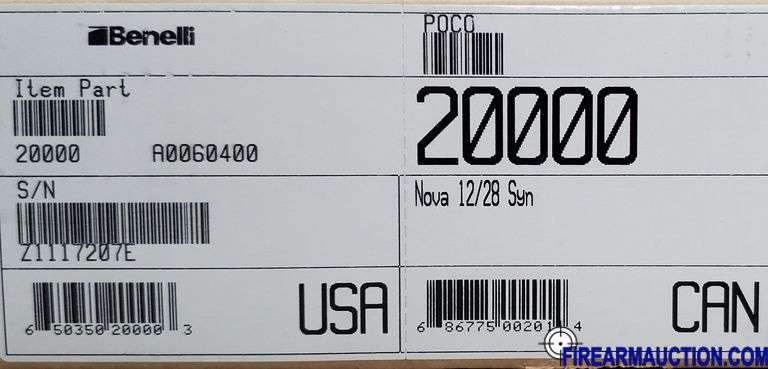 Benelli
POCO
Item Part
20000 A0060400
20000
S/N
Z1117207E
Nova 12/28 Syn
6 50350 20000 3
USA
6 86775 00201 4
CAN
FIREARMAUCTION.COM